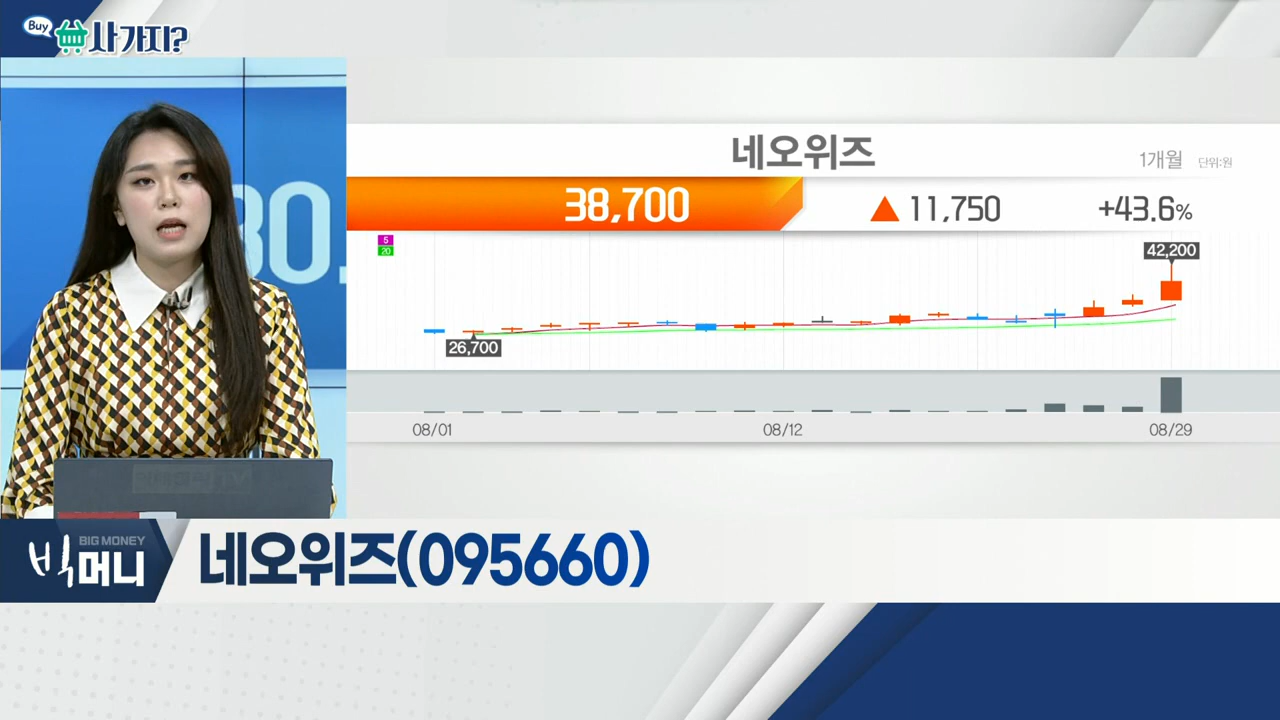 Buy
사가지?
80.
네오위즈
1개월 단위:원
38,700 ▲ 11,750 +43.6%
5
20
42,200
26,700
08/01 08/12 08/29
BIG MONEY
빅머니
네오위즈(095660)